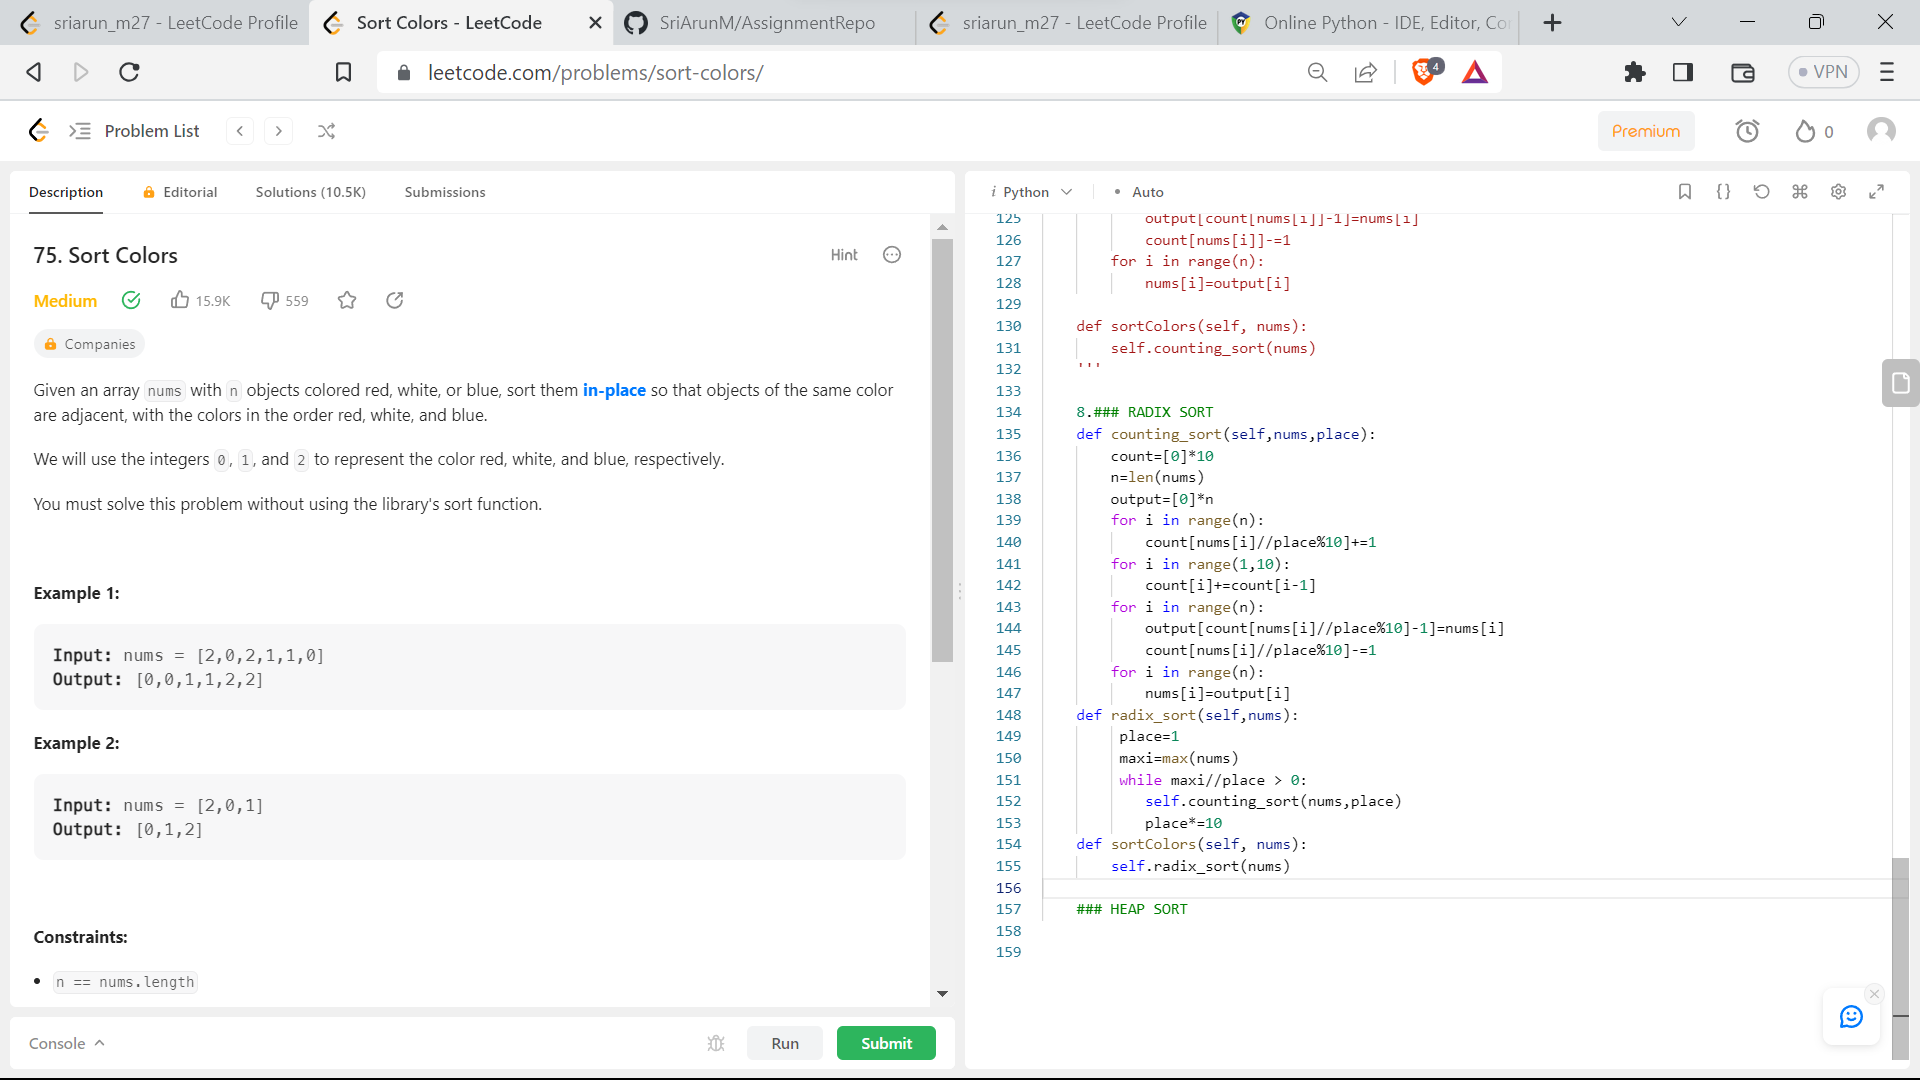 sriarun_m27 - LeetCode Profile
Sort Colors - LeetCode
SriArunM/AssignmentRepo
sriarun_m27 - LeetCode Profile
Online Python - IDE, Editor, Co
leetcode.com/problems/sort-colors/
4
VPN
Problem List
Premium
0
Description
Editorial
Solutions (10.5K)
Submissions
75. Sort Colors
Hint
Medium
15.9K
559
Companies
Given an array nums with n objects colored red, white, or blue, sort them in-place so that objects of the same color
are adjacent, with the colors in the order red, white, and blue.
We will use the integers 0, 1, and 2 to represent the color red, white, and blue, respectively.
You must solve this problem without using the library's sort function.
Example 1:
Input: nums = [2,0,2,1,1,0]
Output: [0,0,1,1,2,2]
Example 2:
Input: nums = [2,0,1]
Output: [0,1,2]
Constraints:
n == nums.length
Console
Run
Submit
i Python
• Auto
125 output[count[nums[i]]-1]=nums[i]
126 count[nums[i]]-=1
127 for i in range(n):
128 nums[i]=output[i]
129
130 def sortColors(self, nums):
131 self.counting_sort(nums)
132 '''
133
134 8.### RADIX SORT
135 def counting_sort(self,nums,place):
136 count=[0]*10
137 n=len(nums)
138 output=[0]*n
139 for i in range(n):
140 count[nums[i]//place%10]+=1
141 for i in range(1,10):
142 count[i]+=count[i-1]
143 for i in range(n):
144 output[count[nums[i]//place%10]-1]=nums[i]
145 count[nums[i]//place%10]-=1
146 for i in range(n):
147 nums[i]=output[i]
148 def radix_sort(self,nums):
149 place=1
150 maxi=max(nums)
151 while maxi//place > 0:
152 self.counting_sort(nums,place)
153 place*=10
154 def sortColors(self, nums):
155 self.radix_sort(nums)
156
157 ### HEAP SORT
158
159